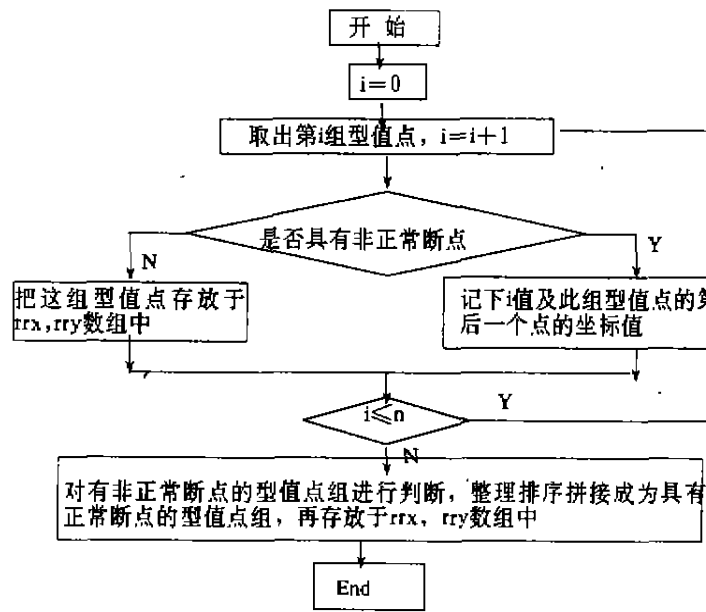 开 始
i=0
取出第i组型值点，i=i+1
是否具有非正常断点
N
Y
把这组型值点存放于
rrx,rry数组中
记下i值及此组型值点的第
后一个点的坐标值
i≤n
Y
N
对有非正常断点的型值点组进行判断，整理排序拼接成为具有
正常断点的型值点组，再存放于rrx，rry数组中
End